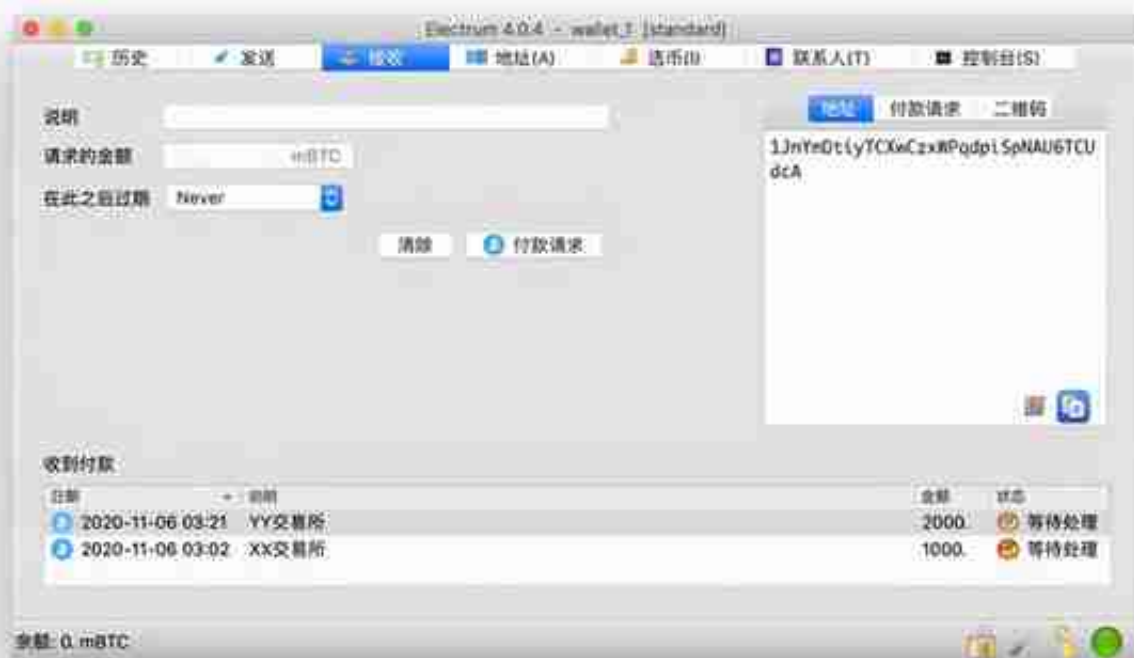 Electrum 4.0.4 - wallet_1 [standard]
历史 发送 接收 地址(A) 选币(I) 联系人(T) 控制台(S)
说明
请求的金额 mBTC
在此之后过期 Never
清除 付款请求
地址 付款请求 二维码
收到付款
日期 说明 金额 状态
2020-11-06 03:21 YY交易所 2000. 等待处理
2020-11-06 03:02 XX交易所 1000. 等待处理
余额: 0. mBTC